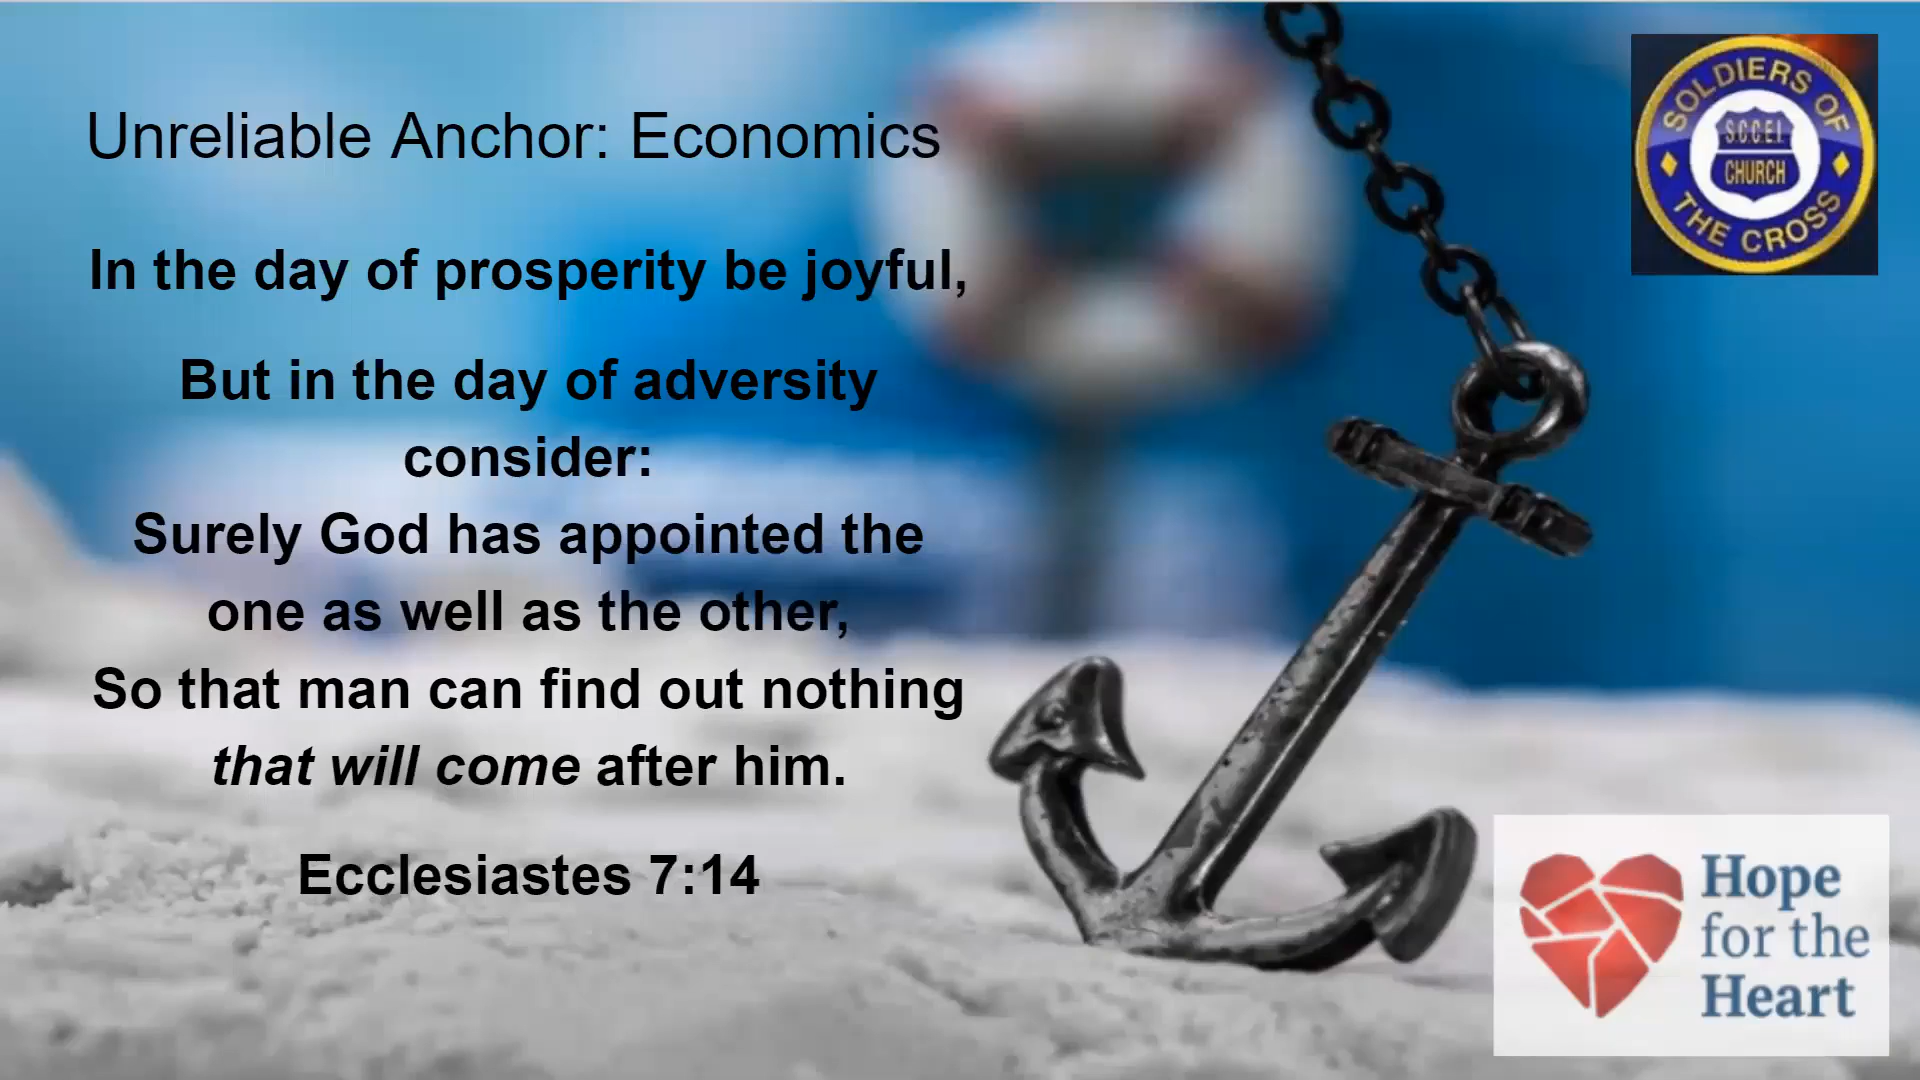 Unreliable Anchor: Economics
In the day of prosperity be joyful,
But in the day of adversity
consider:
Surely God has appointed the
one as well as the other,
So that man can find out nothing
that will come after him.
Ecclesiastes 7:14
SOLDIERS OF
S.C.C.E.I.
CHURCH
THE CROSS
Hope
for the
Heart